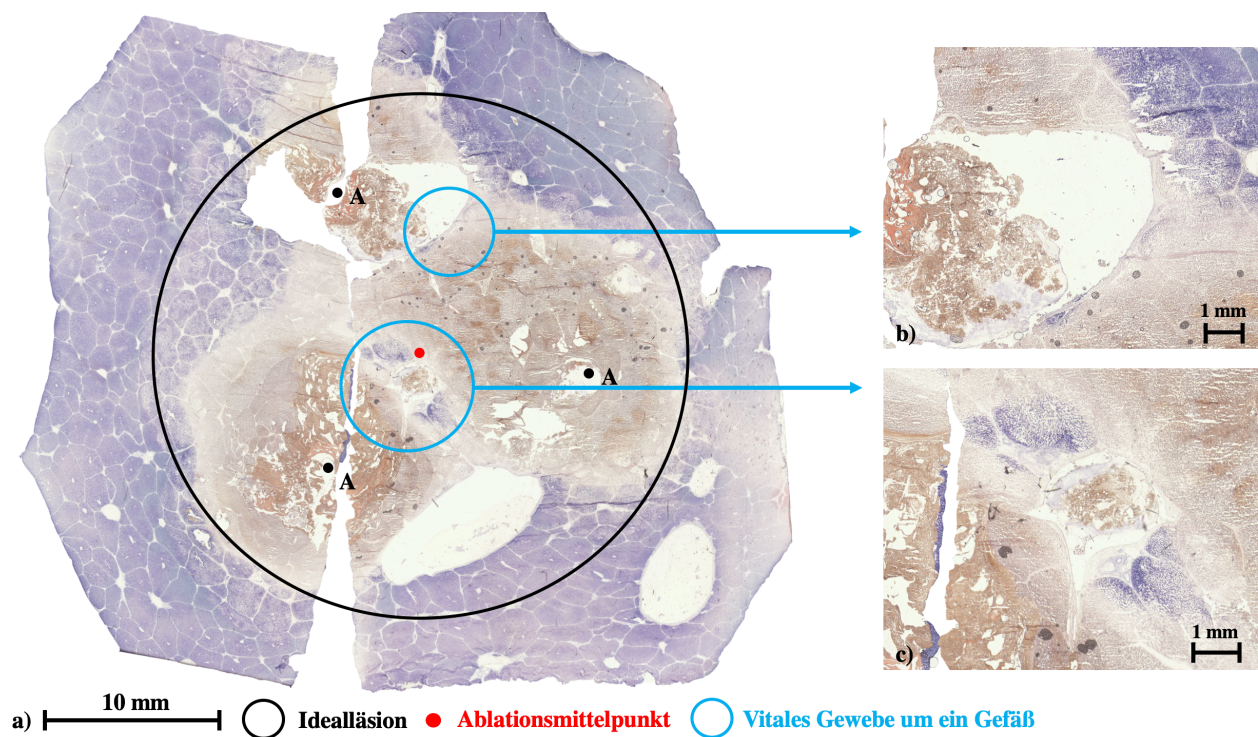 A
A
A
b)
1 mm
c)
1 mm
a)
10 mm
Idealläsion
Ablationsmittelpunkt
Vitales Gewebe um ein Gefäß